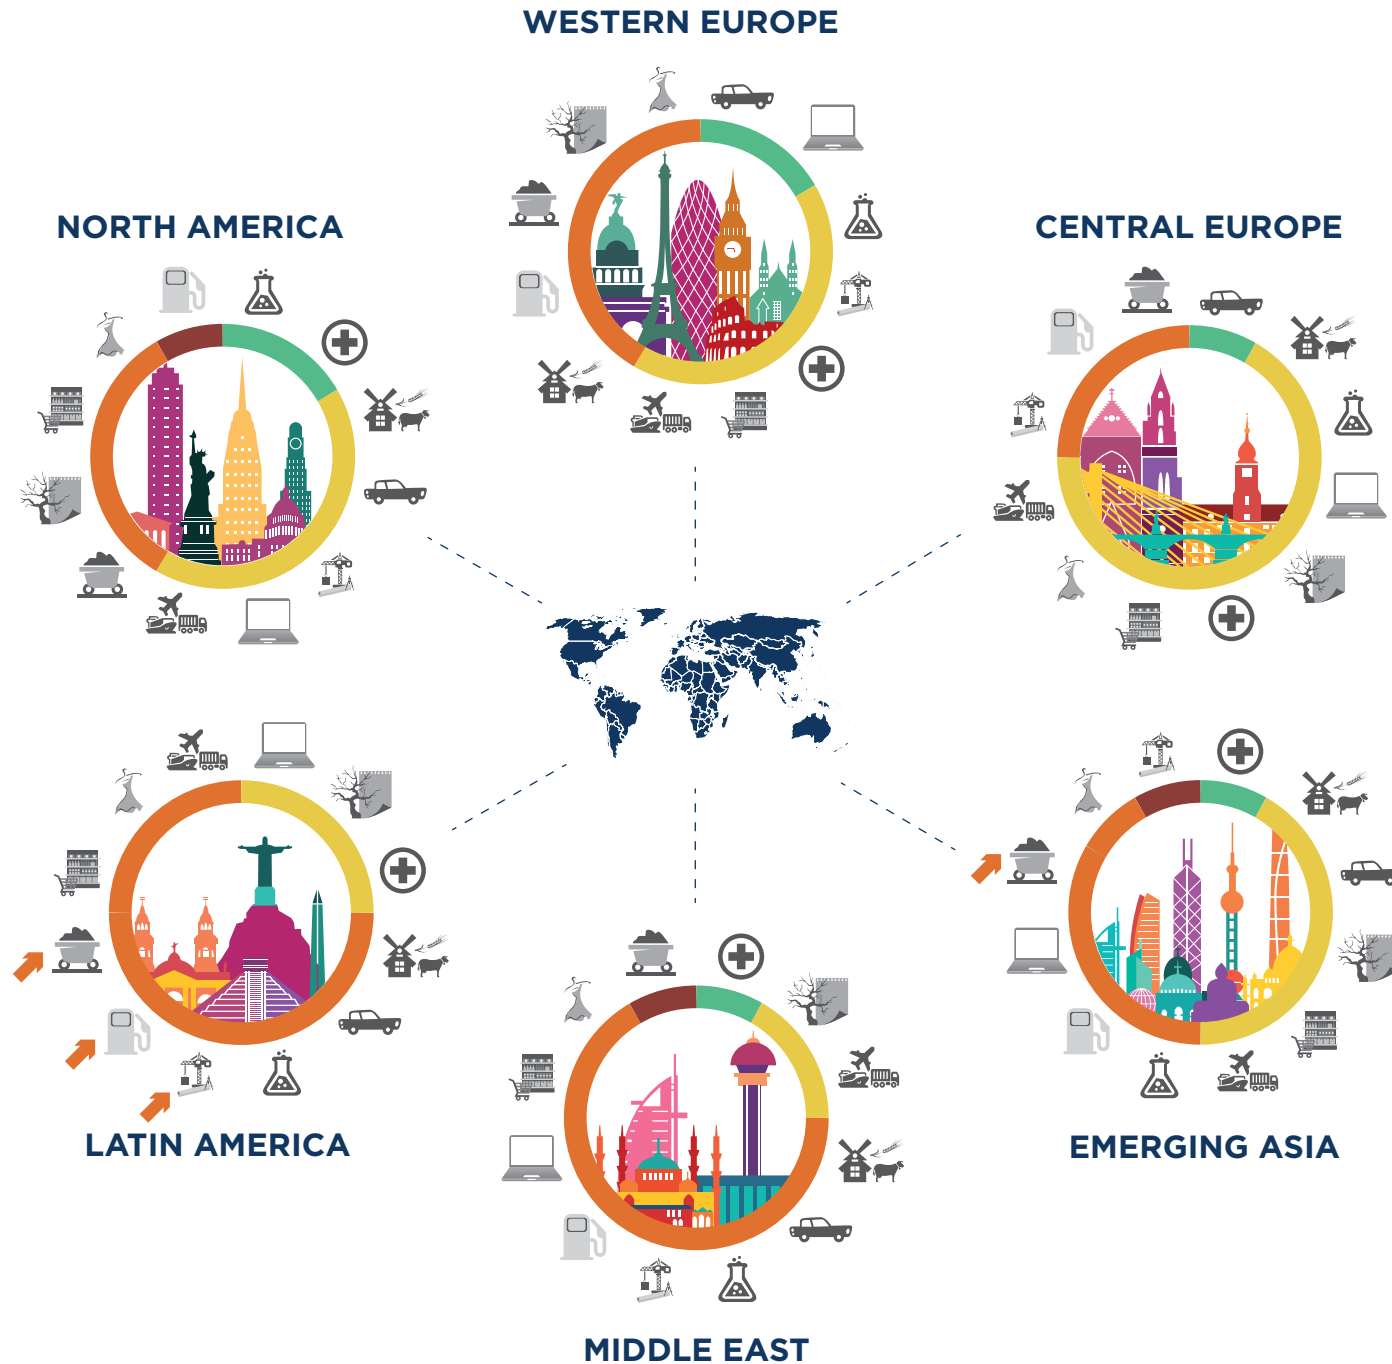 WESTERN EUROPE
NORTH AMERICA
CENTRAL EUROPE
LATIN AMERICA
EMERGING ASIA
MIDDLE EAST